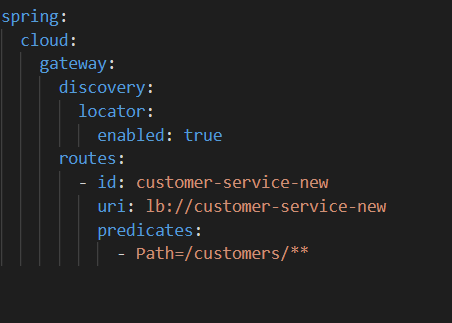 spring:
  cloud:
    gateway:
      discovery:
        locator:
          enabled: true
      routes:
        - id: customer-service-new
          uri: lb://customer-service-new
          predicates:
            - Path=/customers/**